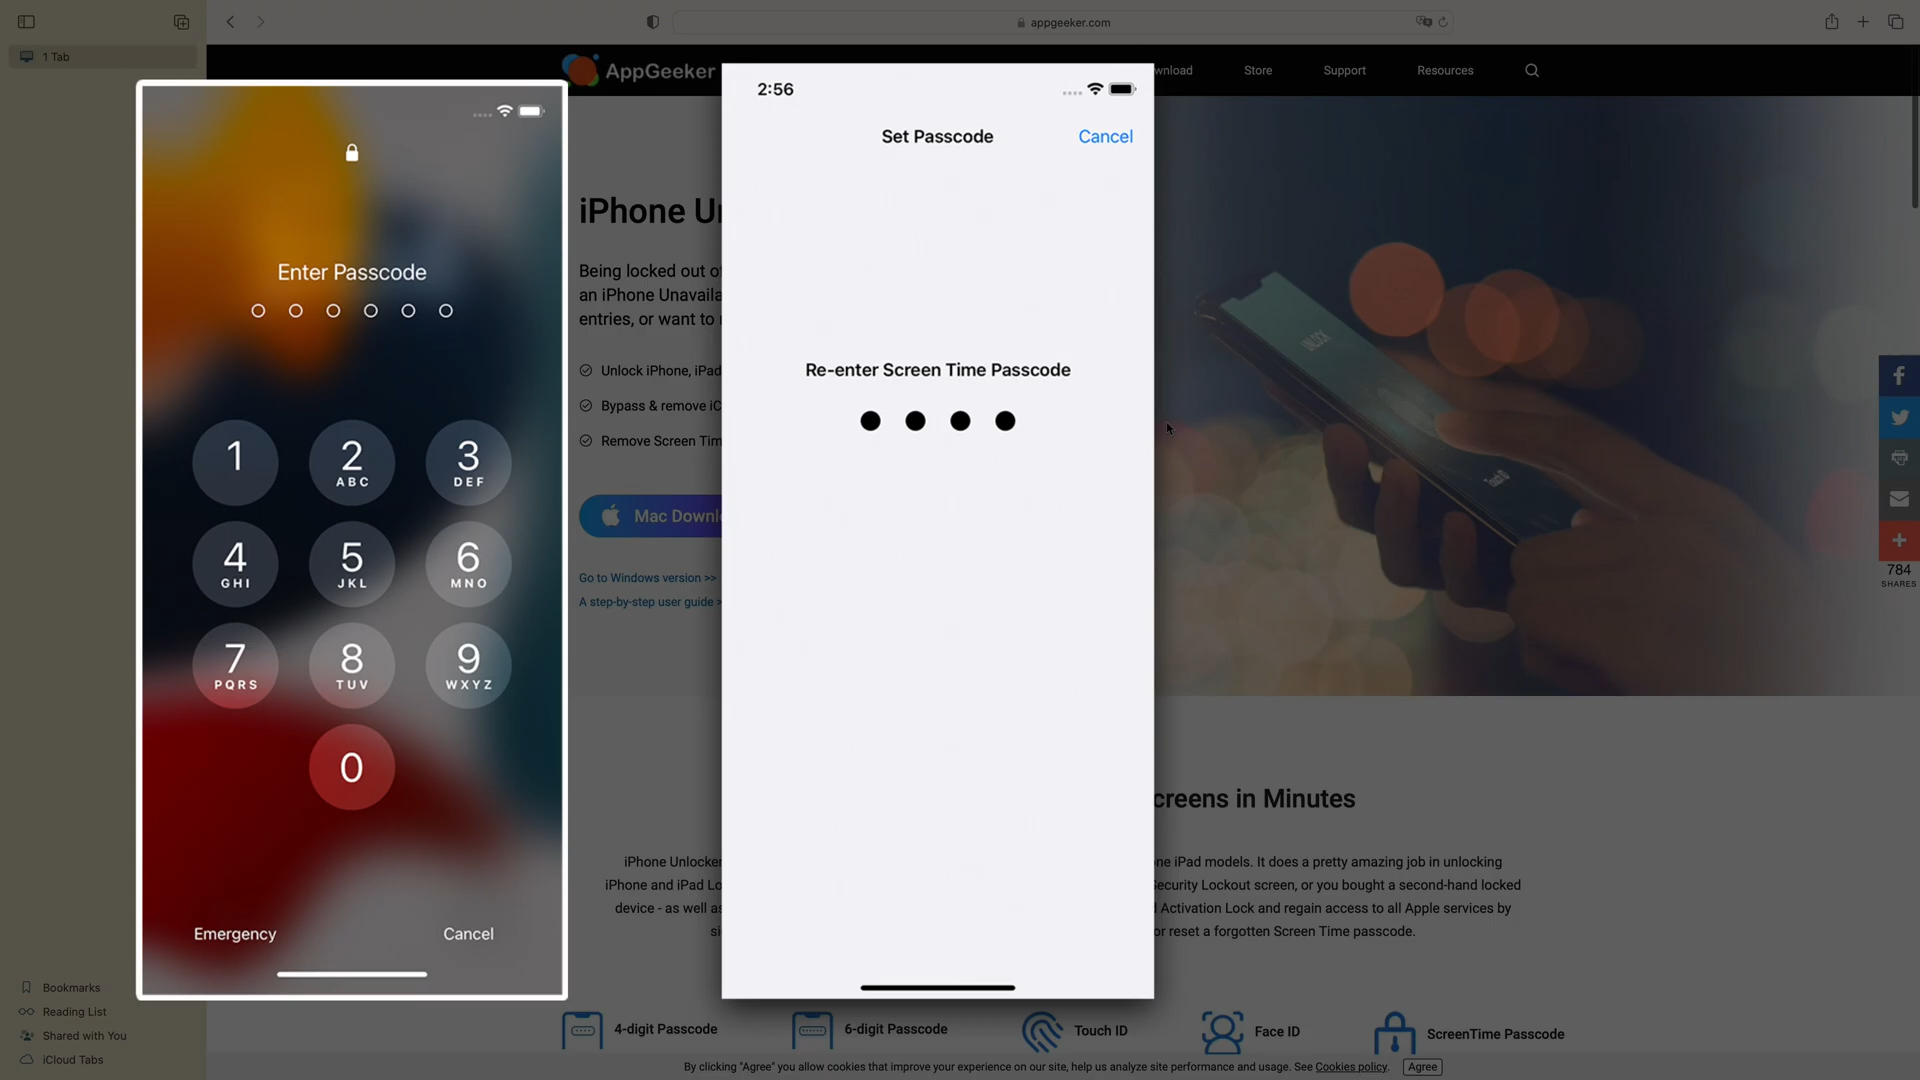 1 Tab
appgeeker.com
AppGeeker
wnload
Store
Support
Resources
Enter Passcode
1
2
ABC
3
DEF
4
GHI
5
JKL
6
MNO
7
PQRS
8
TUV
9
WXYZ
0
Emergency
Cancel
2:56
Set Passcode
Cancel
Re-enter Screen Time Passcode
iPhone Un
Being locked out of
an iPhone Unavaila
entries, or want to
Unlock iPhone, iPad
Bypass & remove iC
Remove Screen Tim
Mac Downl
Go to Windows version >>
A step-by-step user guide >
UNLOCK
Touch ID
784
SHARES
creens in Minutes
iPhone Unlocker
ne iPad models. It does a pretty amazing job in unlocking
iPhone and iPad Lo
Security Lockout screen, or you bought a second-hand locked
device - as well as
d Activation Lock and regain access to all Apple services by
si
or reset a forgotten Screen Time passcode.
4-digit Passcode
6-digit Passcode
Touch ID
Face ID
ScreenTime Passcode
Bookmarks
Reading List
Shared with You
iCloud Tabs
By clicking "Agree" you allow cookies that improve your experience on our site, help us analyze site performance and usage. See Cookies policy.
Agree